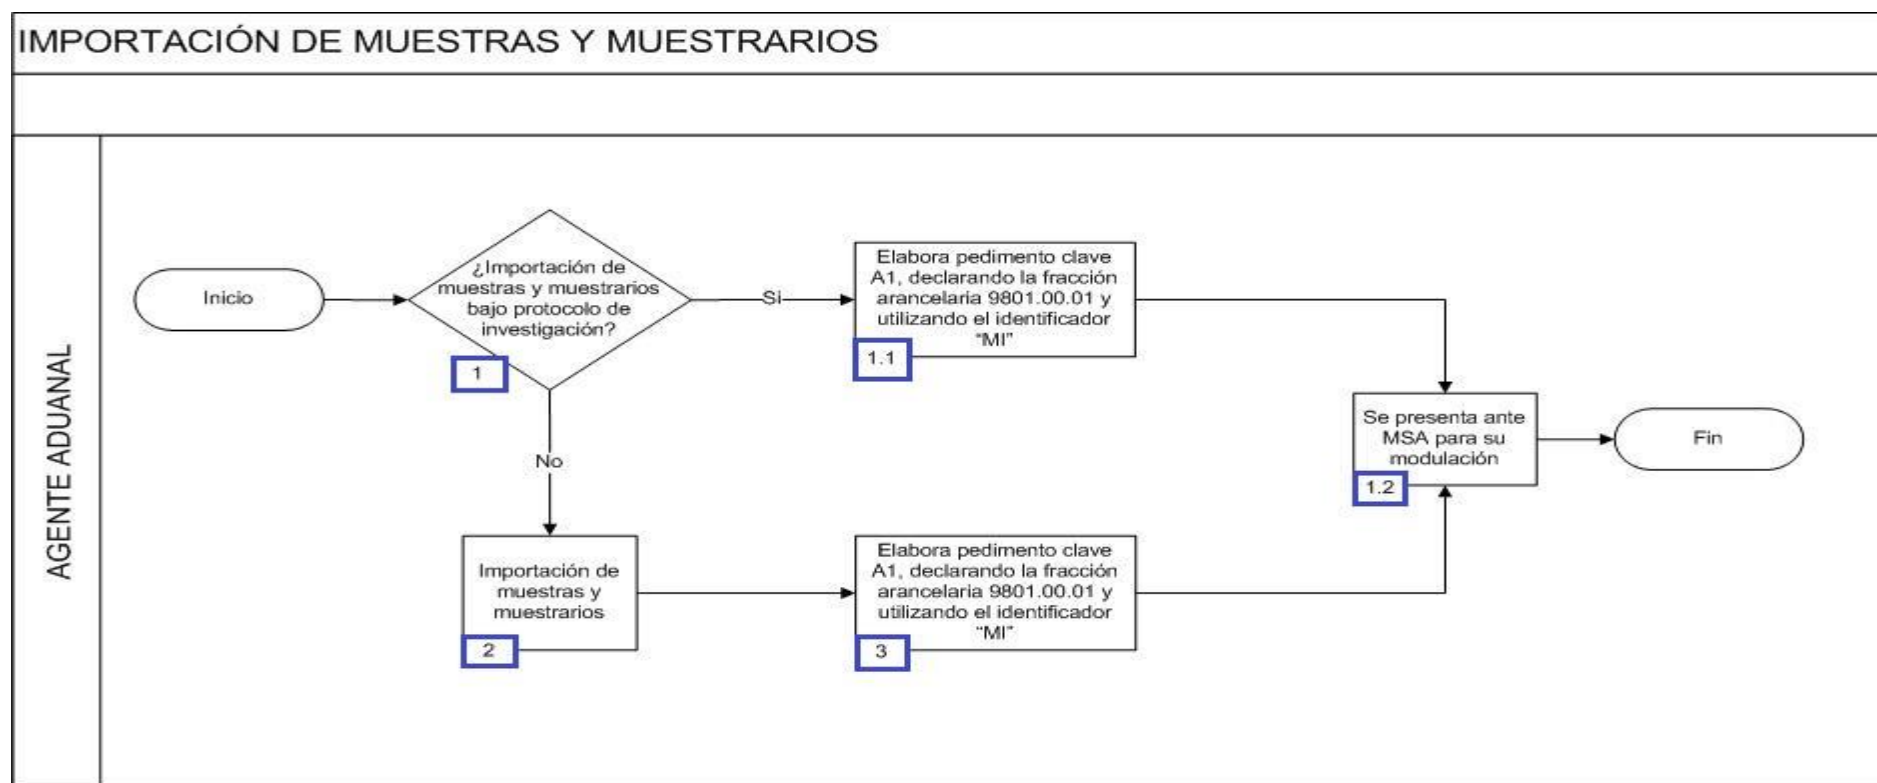 IMPORTACIÓN DE MUESTRAS Y MUESTRARIOS
AGENTE ADUANAL
Inicio
¿Importación de
muestras y muestrarios
bajo protocolo de
investigación?
1
Si
Elabora pedimento clave
A1, declarando la fracción
arancelaria 9801.00.01 y
utilizando el identificador
“MI”
1.1
No
Importación de
muestras y
muestrarios
2
Elabora pedimento clave
A1, declarando la fracción
arancelaria 9801.00.01 y
utilizando el identificador
“MI”
3
Se presenta ante
MSA para su
modulación
1.2
Fin